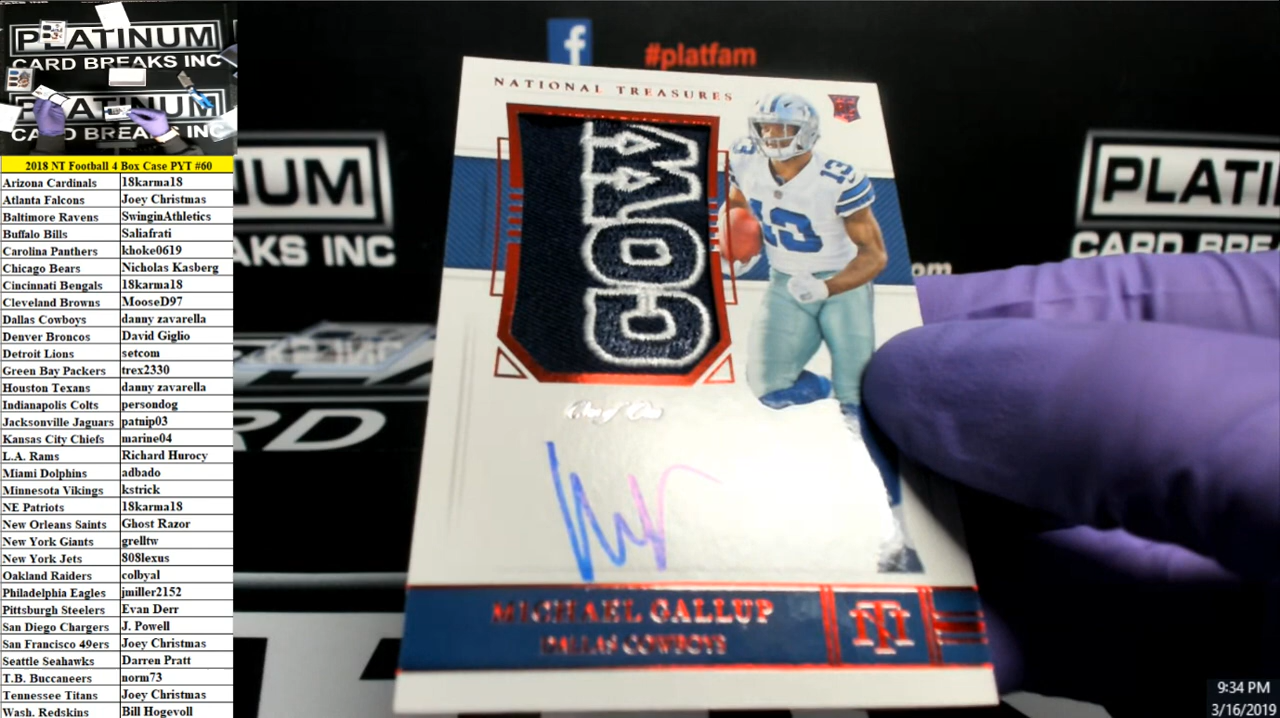 PLATINUM
CARD BREAKS INC
PLATINUM
CARD BREAKS INC
2018 NT Football 4 Box Case PYT #60
Arizona Cardinals 18karma18
Atlanta Falcons Joey Christmas
Baltimore Ravens SwinginAthletics
Buffalo Bills Saliafrati
Carolina Panthers khoke0619
Chicago Bears Nicholas Kasberg
Cincinnati Bengals 18karma18
Cleveland Browns MooseD97
Dallas Cowboys danny zavarella
Denver Broncos David Giglio
Detroit Lions setcom
Green Bay Packers trex2330
Houston Texans danny zavarella
Indianapolis Colts persondog
Jacksonville Jaguars patnip03
Kansas City Chiefs marine04
L.A. Rams Richard Hurocy
Miami Dolphins adbado
Minnesota Vikings kstrick
NE Patriots 18karma18
New Orleans Saints Ghost Razor
New York Giants grelltw
New York Jets 808lexus
Oakland Raiders colbyal
Philadelphia Eagles jmiller2152
Pittsburgh Steelers Evan Derr
San Diego Chargers J. Powell
San Francisco 49ers Joey Christmas
Seattle Seahawks Darren Pratt
T.B. Buccaneers norm73
Tennessee Titans Joey Christmas
Wash. Redskins Bill Hogevoll
f
#platfam
NUM
AKS INC
PLATI
CARD BRE
om
RD
NATIONAL TREASURES
COW
13
13
One of One
MICHAEL GALLUP
DALLAS COWBOYS
NT
9:34 PM
3/16/2019